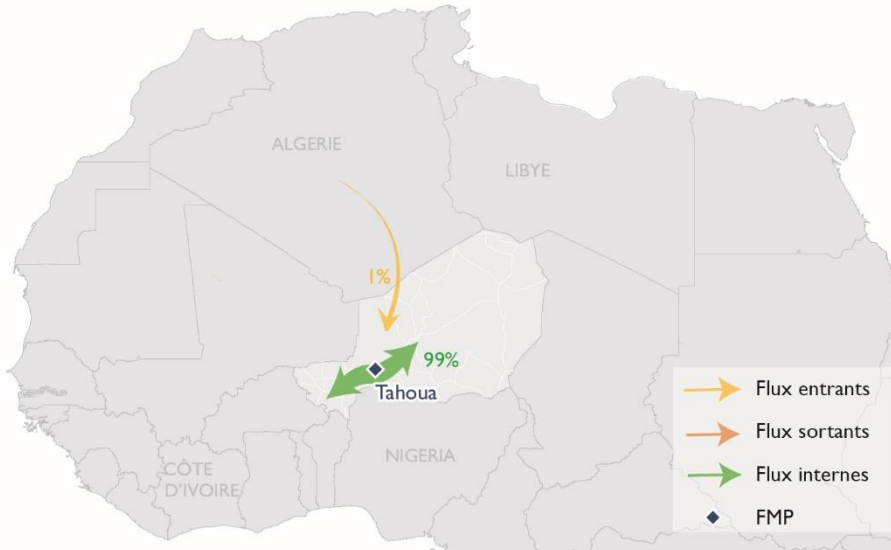 ALGERIE
LIBYE
1%
99%
Tahoua
NIGERIA
CÔTE
D'IVOIRE
Flux entrants
Flux sortants
Flux internes
FMP